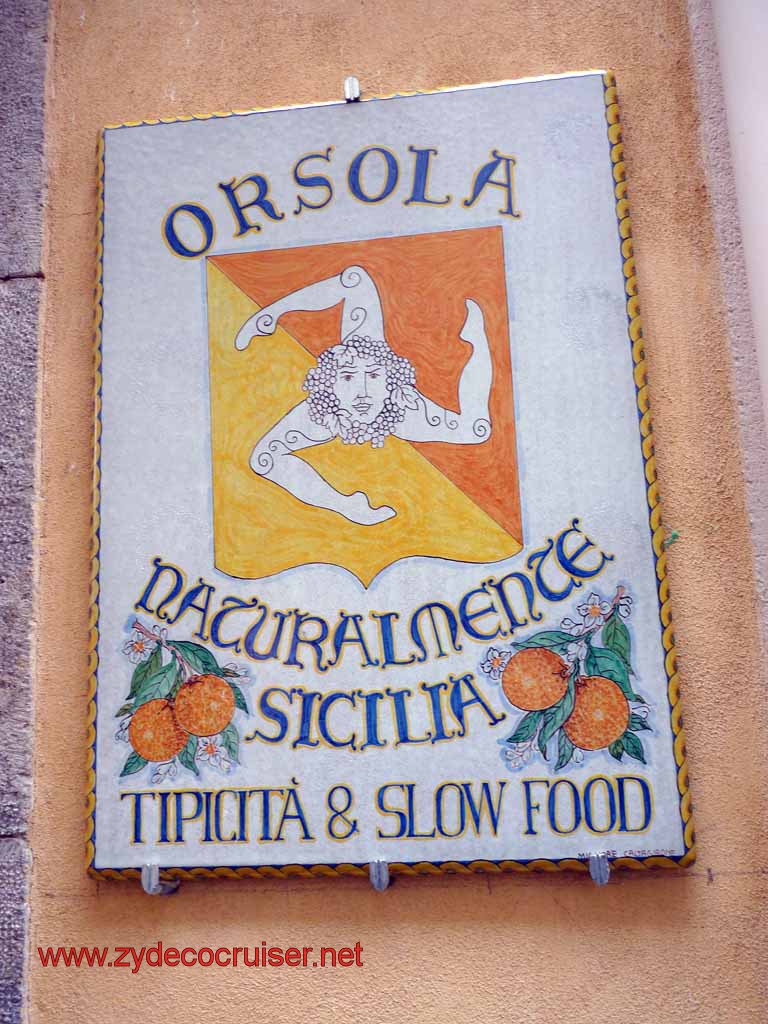 ORSOLA
NATURALMENTE
SICILIA
TIPICITÀ & SLOW FOOD
www.zydecocruiser.net